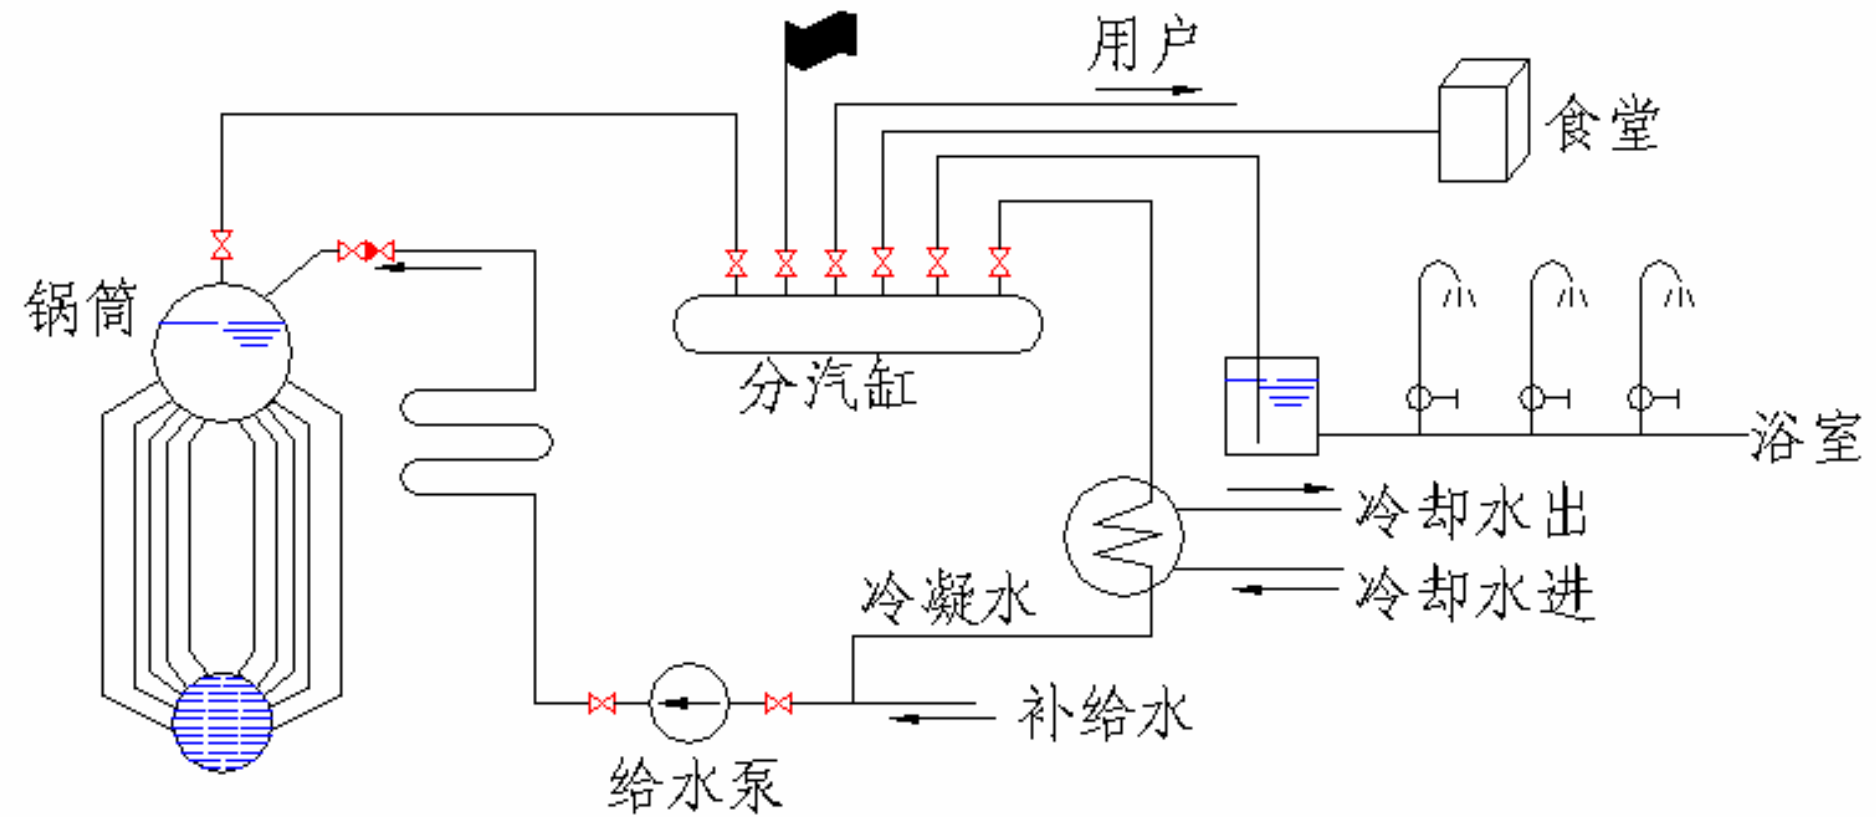 用户
食堂
锅筒
分汽缸
浴室
冷却水出
冷却水进
冷凝水
补给水
给水泵